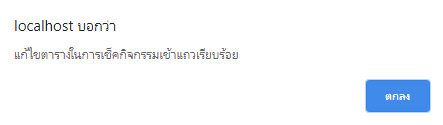 localhost บอกว่า
แก้ไขตารางในการเช็คกิจกรรมเข้าแถวเรียบร้อย
ตกลง